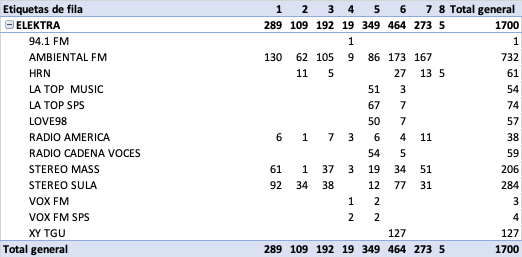 Etiquetas de fila 1 2 3 4 5 6 7 8 Total general
ELEKTRA 289 109 192 19 349 464 273 5 1700
94.1 FM 1 1
AMBIENTAL FM 130 62 105 9 86 173 167 732
HRN 11 5 27 13 5 61
LA TOP MUSIC 51 3 54
LA TOP SPS 67 7 74
LOVE98 50 7 57
RADIO AMERICA 6 1 7 3 6 4 11 38
RADIO CADENA VOCES 54 5 59
STEREO MASS 61 1 37 3 19 34 51 206
STEREO SULA 92 34 38 12 77 31 284
VOX FM 1 2 3
VOX FM SPS 2 2 4
XY TGU 127 127
Total general 289 109 192 19 349 464 273 5 1700